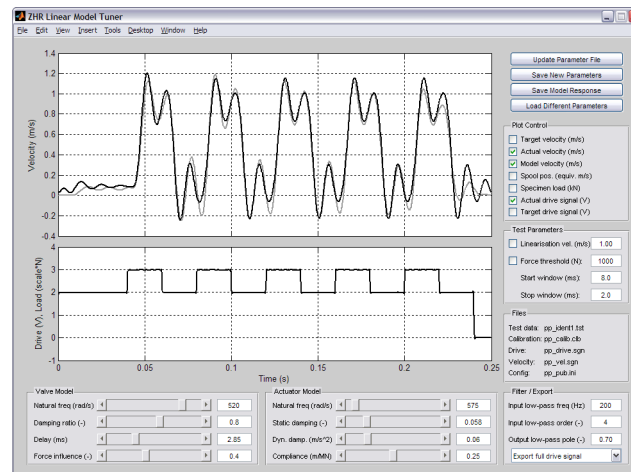 ZHR Linear Model Tuner
File Edit View Insert Tools Desktop Window Help
1.4
1.2
1
0.8
0.6
0.4
0.2
0
-0.2
-0.4
Velocity (m/s)
4
3
2
1
0
-1
Drive (V), Load (scale*N)
0 0.05 0.1 0.15 0.2 0.25
Time (s)
Update Parameter File
Save New Parameters
Save Model Response
Load Different Parameters
Plot Control
Target velocity (m/s)
Actual velocity (m/s)
Model velocity (m/s)
Spool pos. (equiv. m/s)
Specimen load (kN)
Actual drive signal (V)
Target drive signal (V)
Test Parameters
Linearisation vel. (m/s) 1.00
Force threshold (N): 1000
Start window (ms): 8.0
Stop window (ms): 2.0
Files
Test data: pp_ident1.tst
Calibration: pp_calib.clb
Drive: pp_drive.sgn
Velocity: pp_vel.sgn
Config: pp_pub.ini
Valve Model
Natural freq (rad/s) 520
Damping ratio (-) 0.8
Delay (ms) 2.85
Force influence (-) 0.4
Actuator Model
Natural freq (rad/s) 575
Static damping (-) 0.058
Dyn. damp. (m/s^2) 0.06
Compliance (m/MN) 0.25
Filter / Export
Input low-pass freq (Hz) 200
Input low-pass order (-) 4
Output low-pass pole (-) 0.70
Export full drive signal